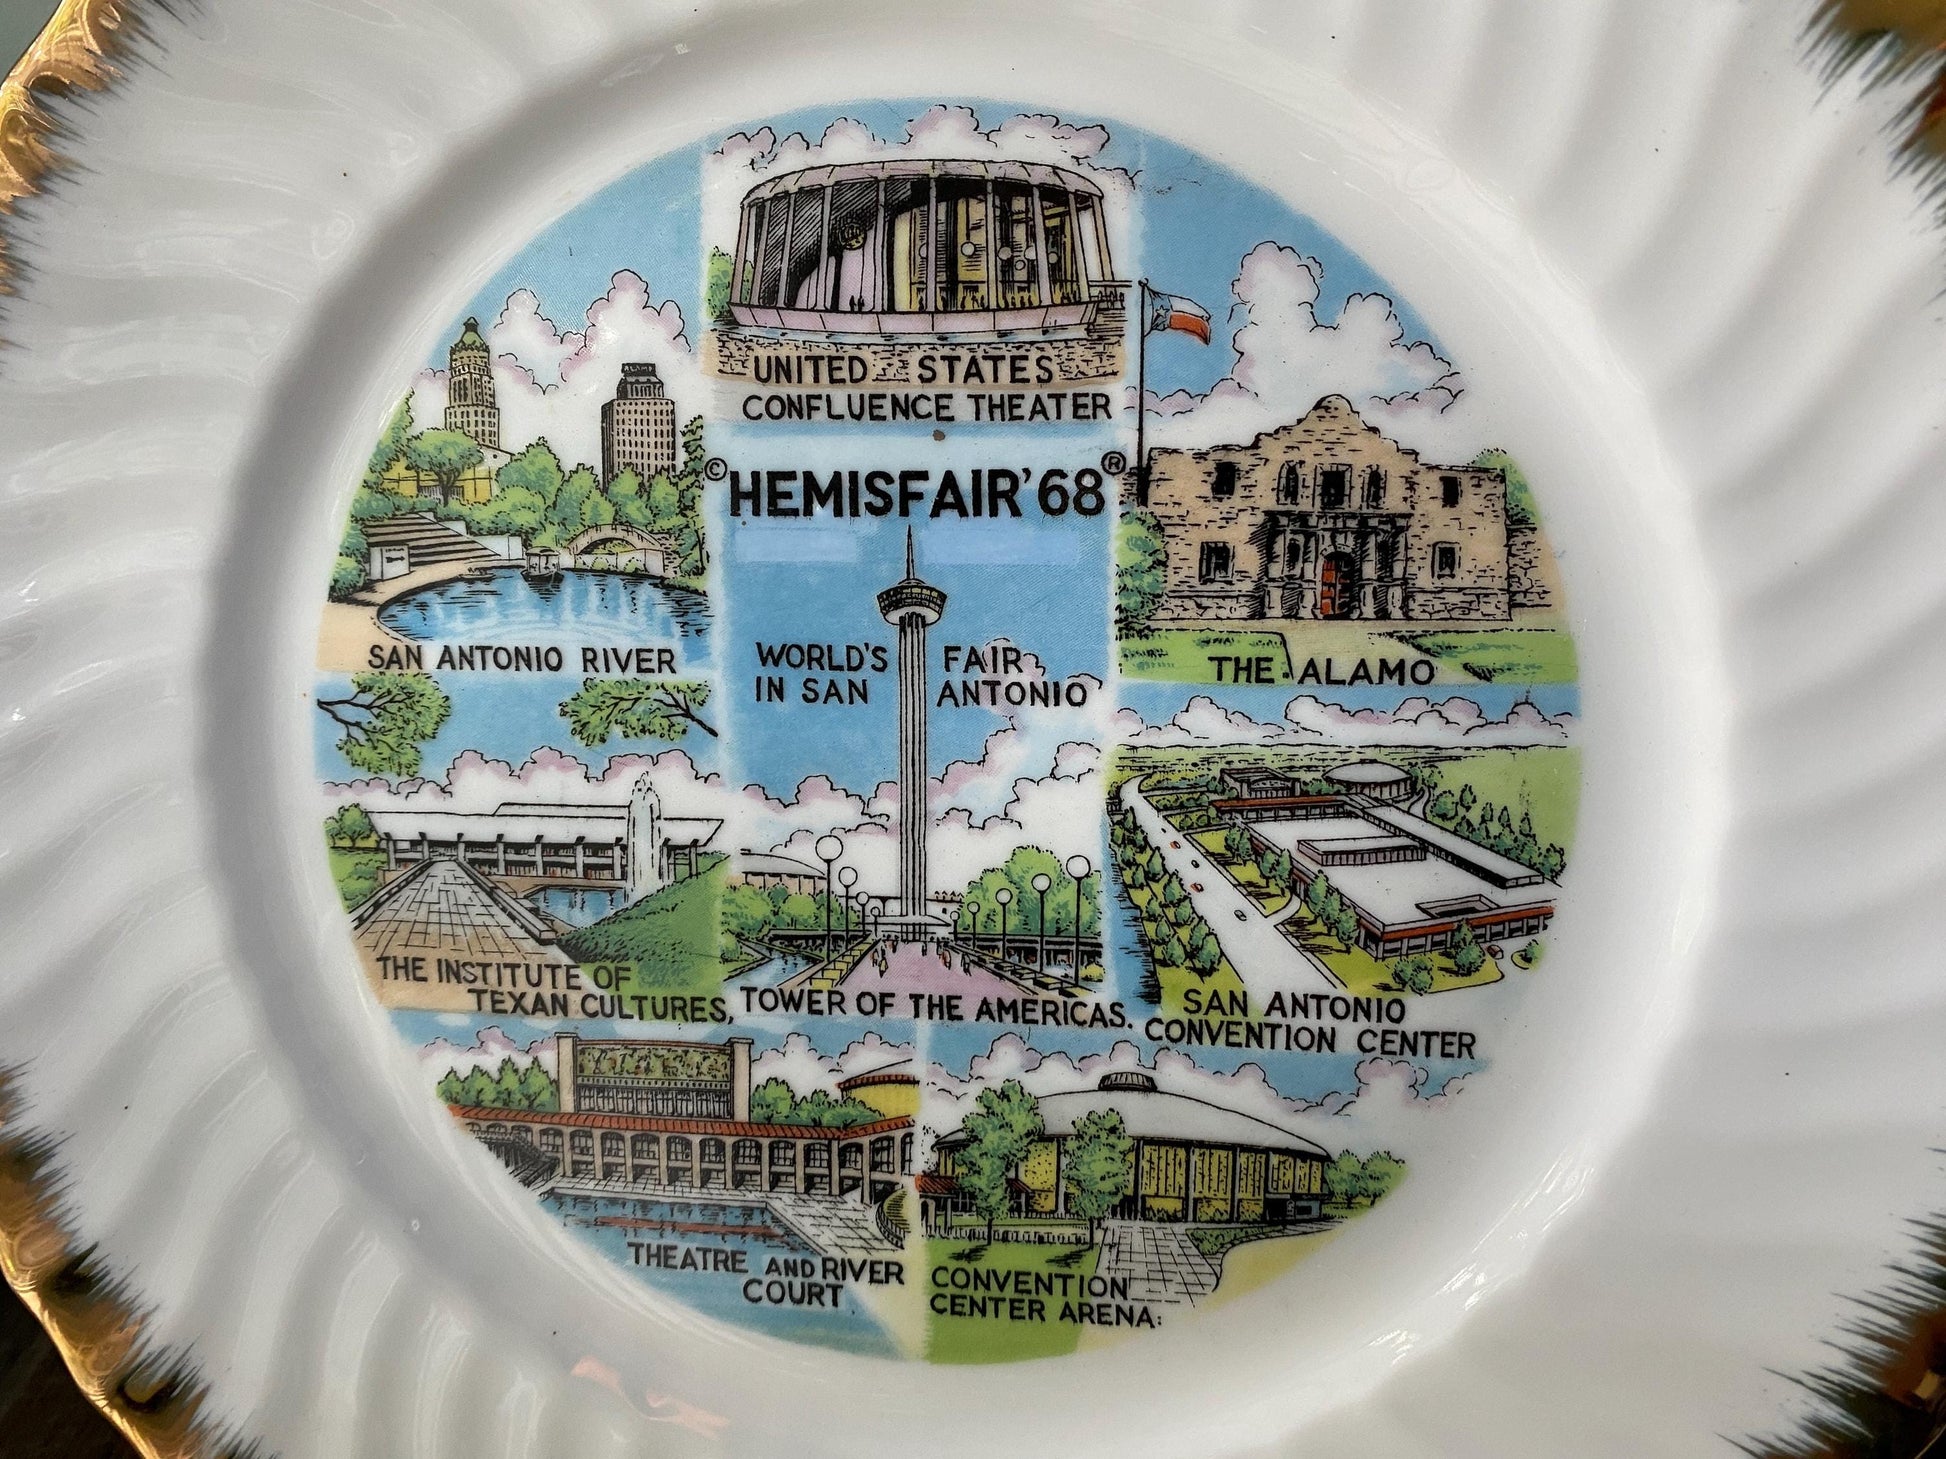 UNITED STATES
CONFLUENCE THEATER
© HEMISFAIR '68 ®
ALAMO
SAN ANTONIO RIVER
WORLD'S FAIR
IN SAN ANTONIO
THE ALAMO
THE INSTITUTE OF
TEXAN CULTURES,
TOWER OF THE AMERICAS.
SAN ANTONIO
CONVENTION CENTER
THEATRE AND RIVER
COURT
CONVENTION
CENTER ARENA: